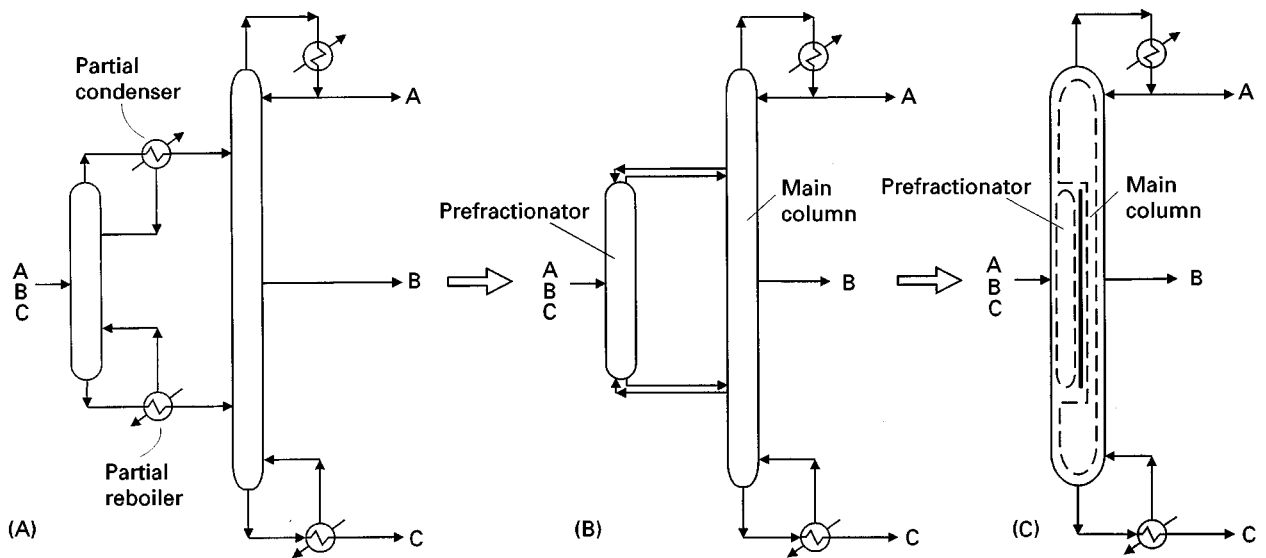 Partial
condenser
A
B
C
Partial
reboiler
A
B
C
(A)
Prefractionator
A
B
C
Main
column
A
B
C
(B)
Prefractionator
A
B
C
Main
column
A
B
C
(C)